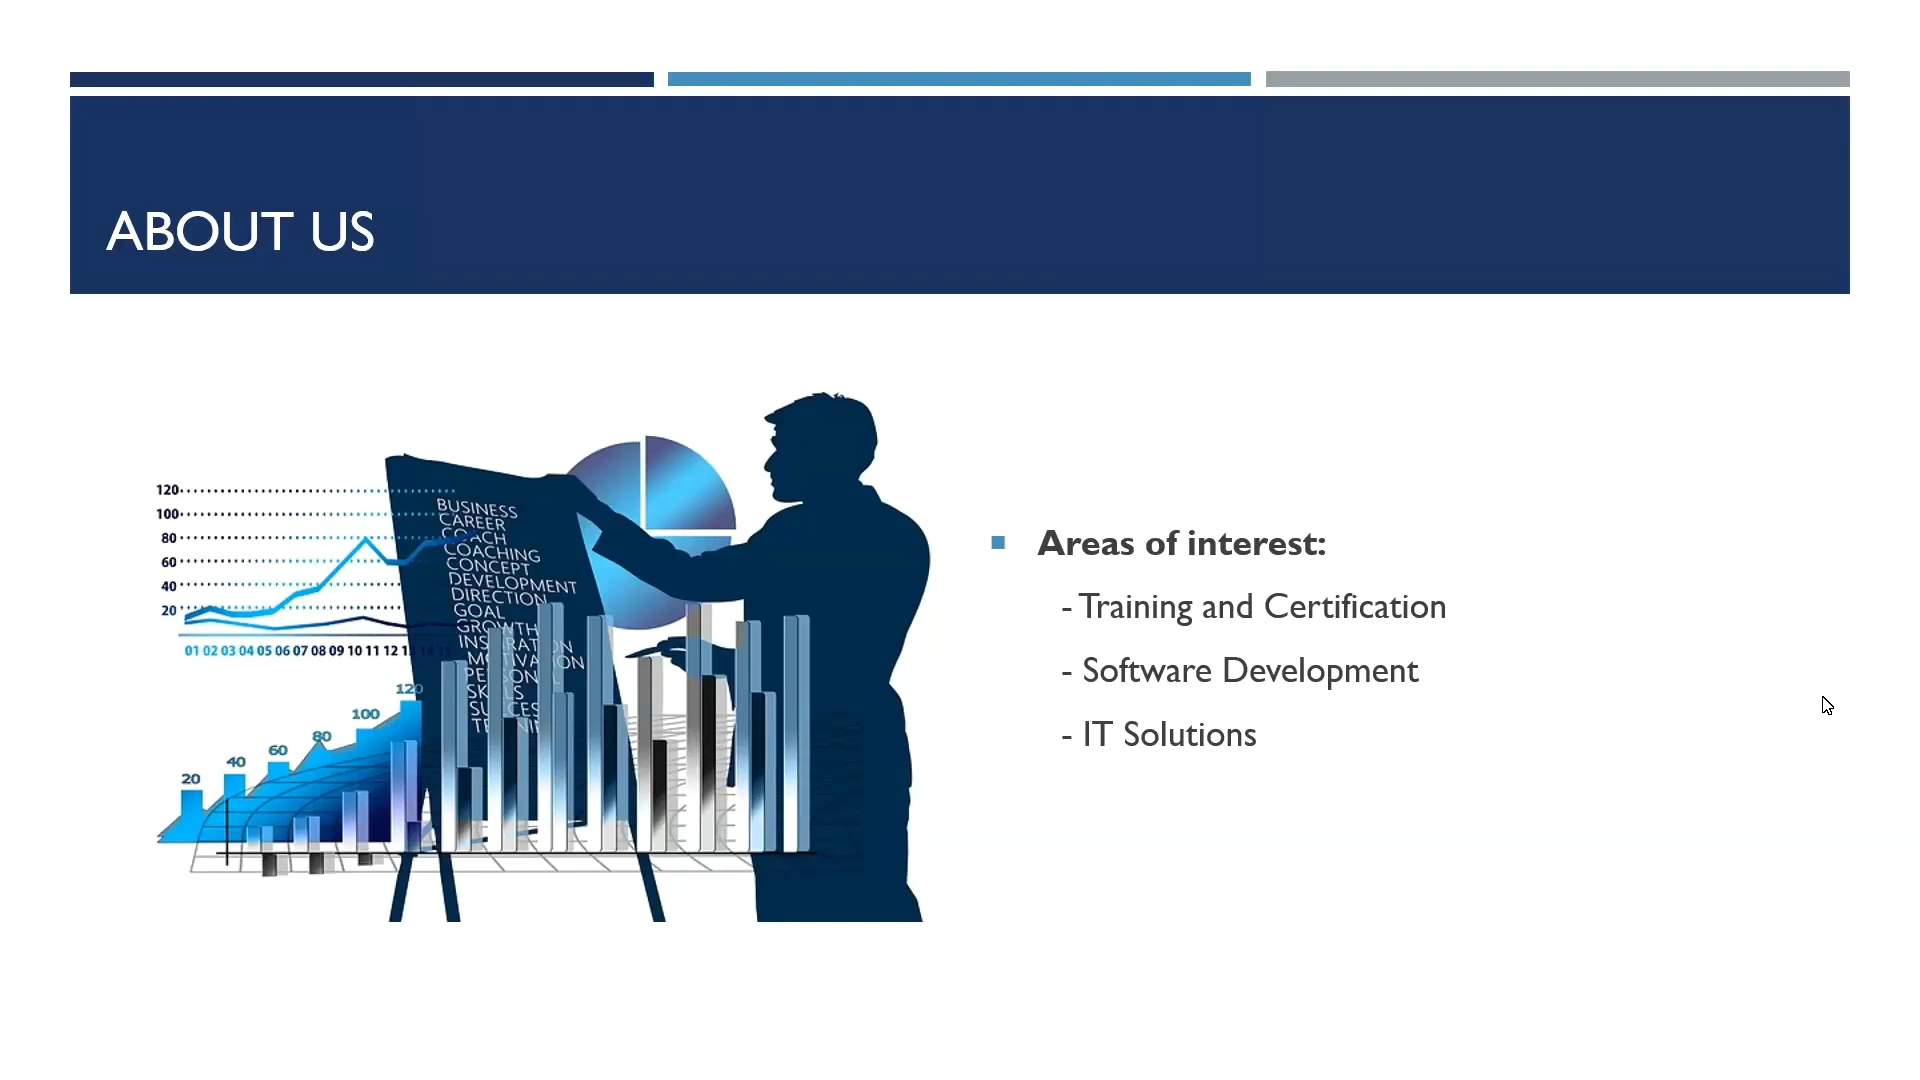 ABOUT US
120
100
80
60
40
20
01 02 03 04 05 06 07 08 09 10 11 12
BUSINESS
CAREER
COACH
COACHING
CONCEPT
DEVELOPMENT
DIRECTION
GOAL
GROWTH
20
40
60
80
100
120
Areas of interest:
- Training and Certification
- Software Development
- IT Solutions